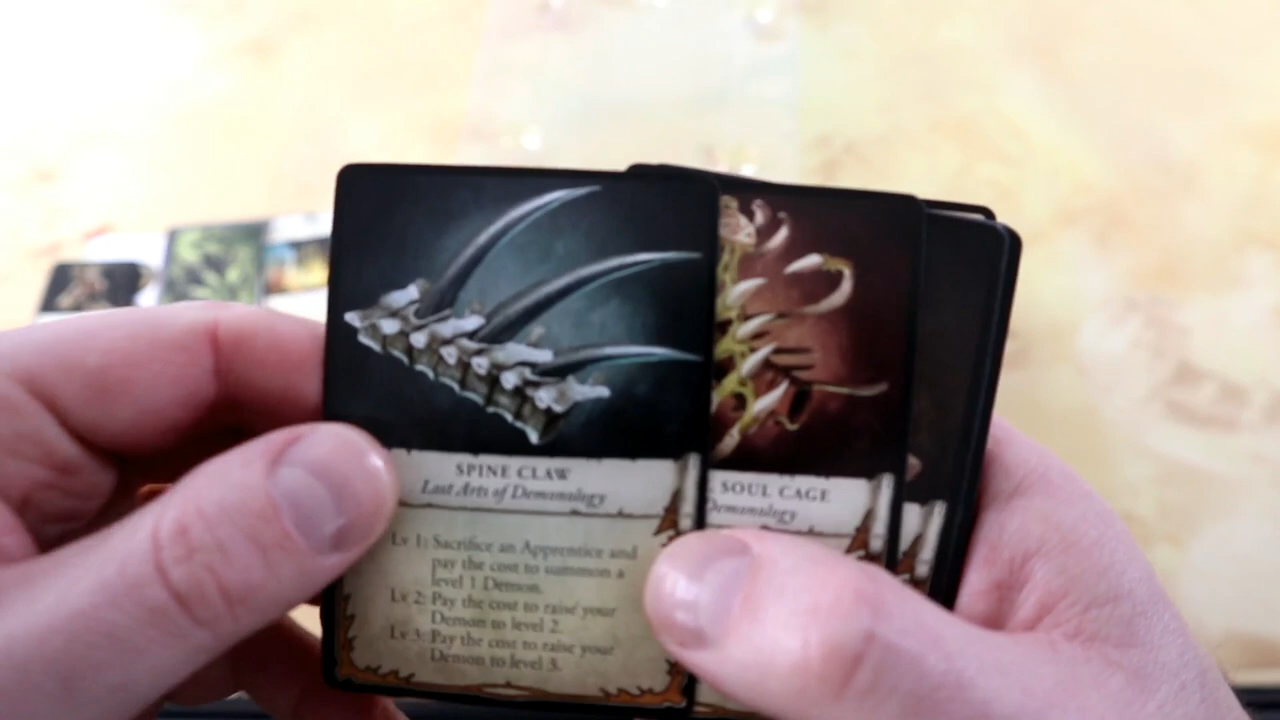 SPINE CLAW
Lost Arts of Demonology
Lv 1: Sacrifice an Apprentice and
pay the cost to summon a
level 1 Demon.
Lv 2: Pay the cost to raise your
Demon to level 2.
Lv 3: Pay the cost to raise your
Demon to level 3.
SOUL CAGE
Demonology